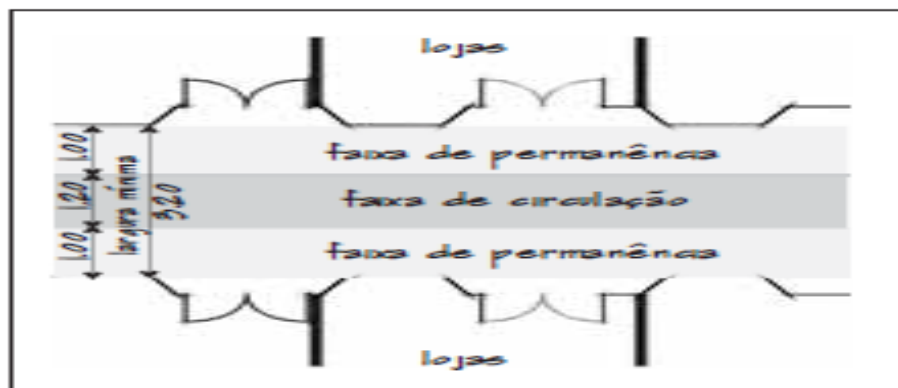 lojas
1.00
faixa de permanência
1.20
largura mínima
3.20
faixa de circulação
1.00
faixa de permanência
lojas